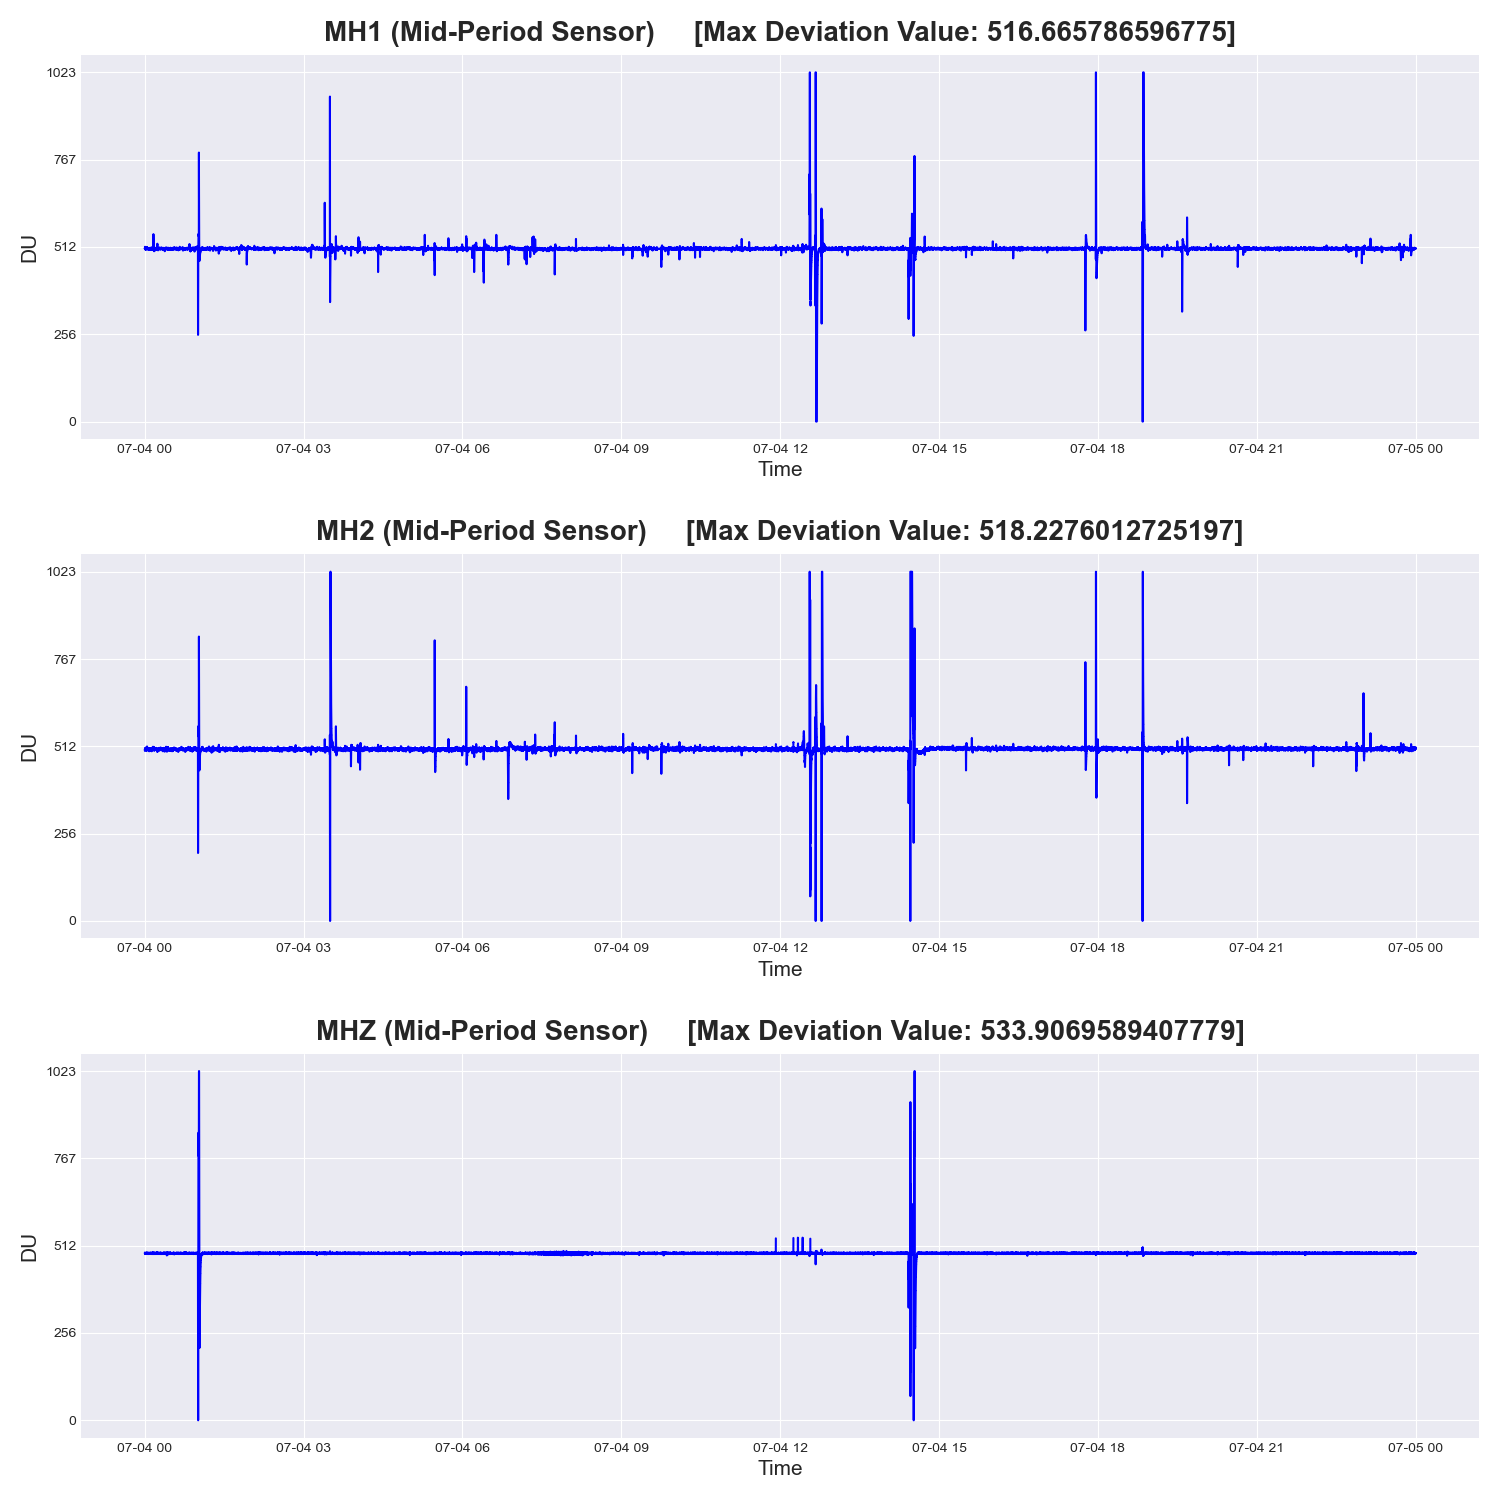 MH1 (Mid-Period Sensor) [Max Deviation Value: 516.665786596775]
1023
767
512
256
0
DU
07-04 00 07-04 03 07-04 06 07-04 09 07-04 12 07-04 15 07-04 18 07-04 21 07-05 00
Time
MH2 (Mid-Period Sensor) [Max Deviation Value: 518.2276012725197]
1023
767
512
256
0
DU
07-04 00 07-04 03 07-04 06 07-04 09 07-04 12 07-04 15 07-04 18 07-04 21 07-05 00
Time
MHZ (Mid-Period Sensor) [Max Deviation Value: 533.9069589407779]
1023
767
512
256
0
DU
07-04 00 07-04 03 07-04 06 07-04 09 07-04 12 07-04 15 07-04 18 07-04 21 07-05 00
Time